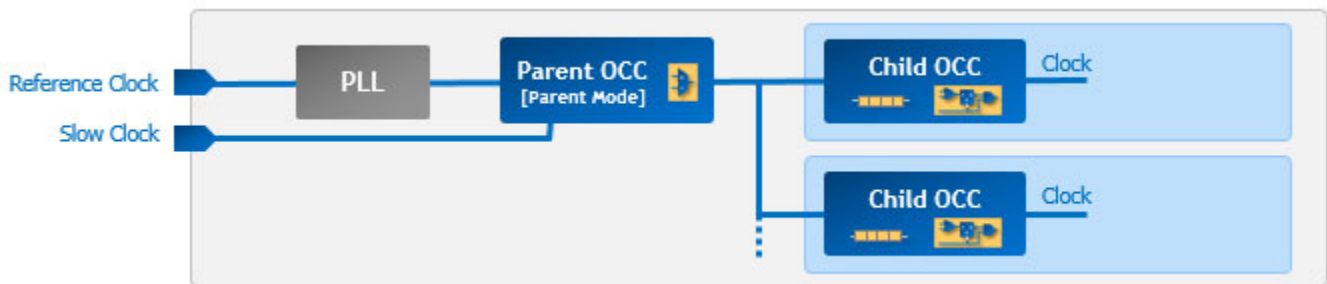 Reference Clock
Slow Clock
PLL
Parent OCC
[Parent Mode]
Child OCC
Clock
Child OCC
Clock